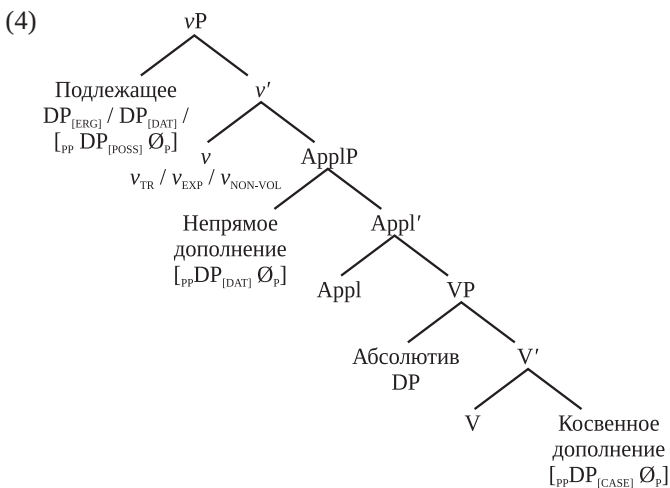 (4)
vP
Подлежащее
DP[ERG] / DP[DAT] /
[PP DP[POSS] ØP]
v′
v
vTR / vEXP / vNON-VOL
ApplP
Непрямое
дополнение
[PPDP[DAT] ØP]
Appl′
Appl
VP
Абсолютив
DP
V′
V
Косвенное
дополнение
[PPDP[CASE] ØP]